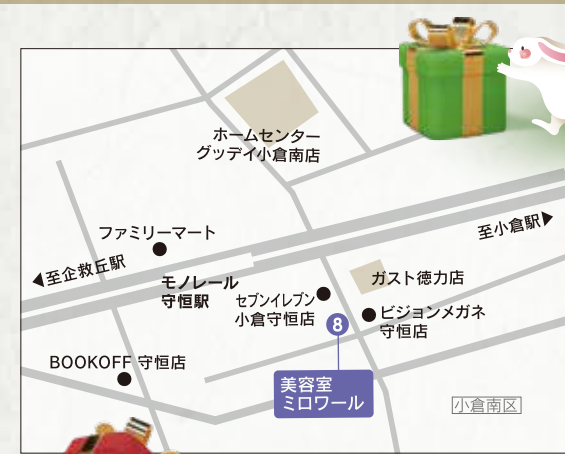 ホームセンター
グッデイ小倉南店
ファミリーマート
至小倉駅▶
◀至企救丘駅
モノレール
守恒駅
セブンイレブン
小倉守恒店
ガスト徳力店
8
ビジョンメガネ
守恒店
BOOKOFF 守恒店
美容室
ミロワール
小倉南区